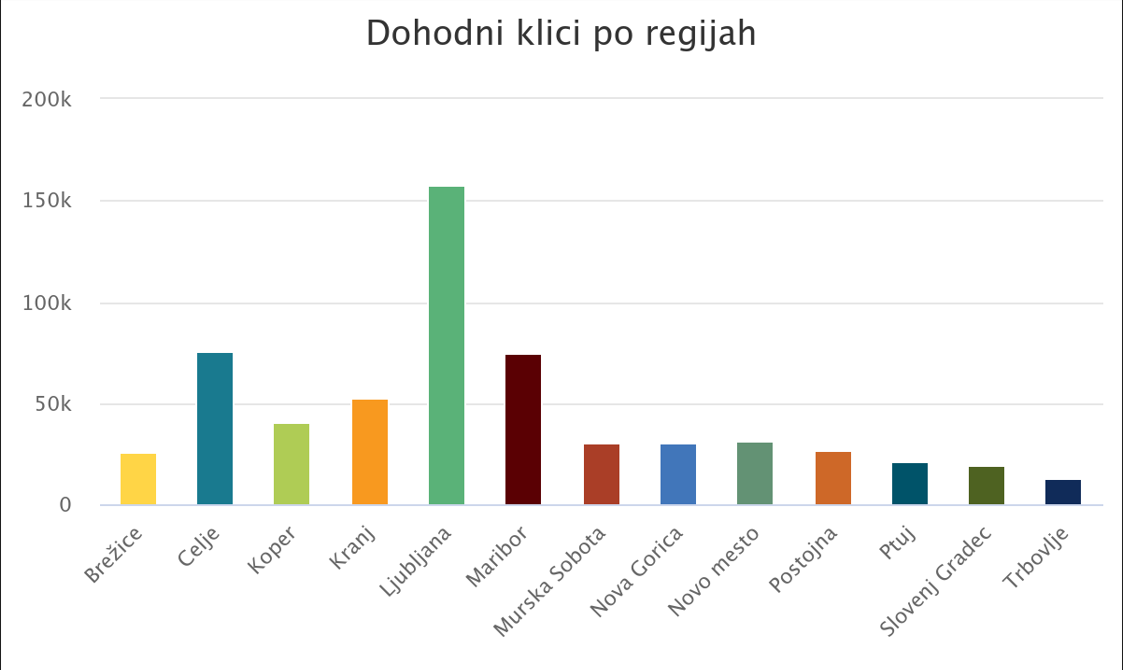 Dohodni klici po regijah
200k
150k
100k
50k
0
Brežice
Celje
Koper
Kranj
Ljubljana
Maribor
Murska Sobota
Nova Gorica
Novo mesto
Postojna
Ptuj
Slovenj Gradec
Trbovlje